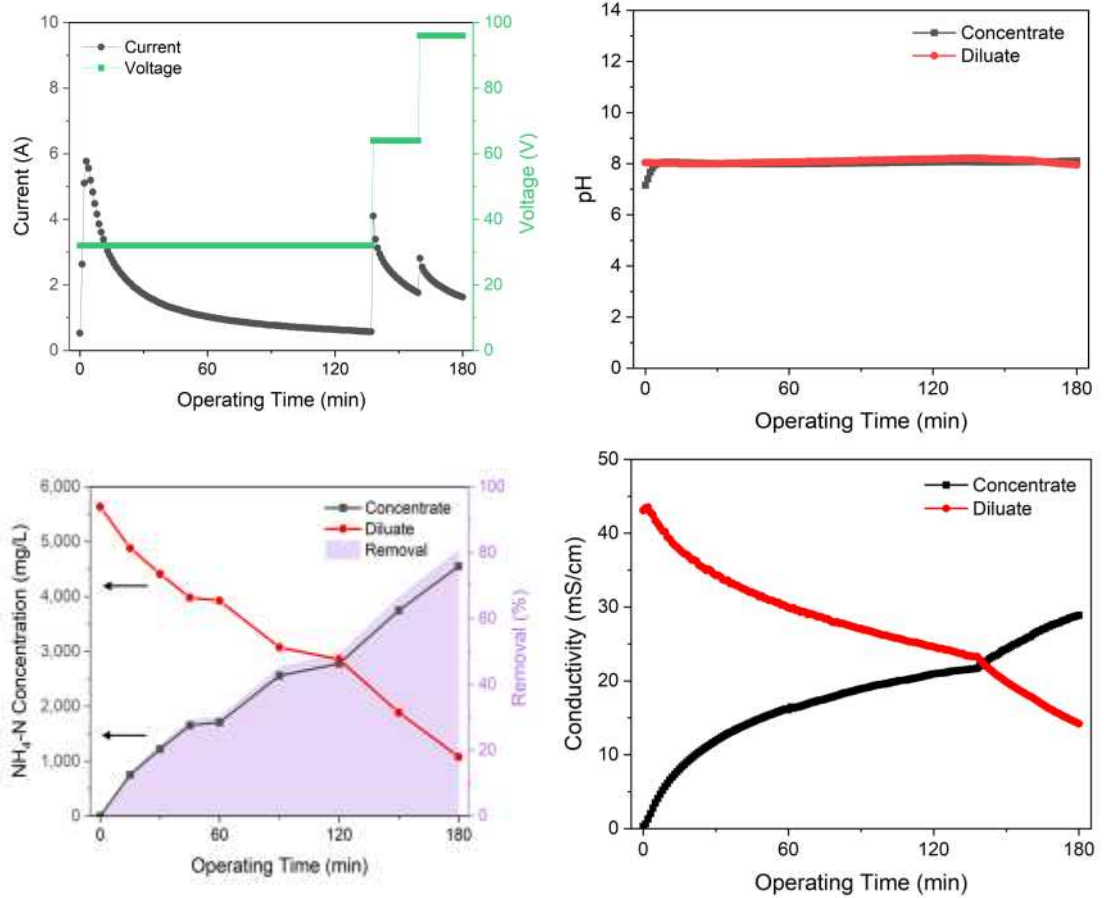 10
8
6
4
2
0
Current (A)
Current
Voltage
100
80
60
40
20
0
Voltage (V)
0
60
120
180
Operating Time (min)
14
12
10
8
6
4
2
0
pH
Concentrate
Diluate
0
60
120
180
Operating Time (min)
6,000
5,000
4,000
3,000
2,000
1,000
0
NH₄-N Concentration (mg/L)
Concentrate
Diluate
Removal
100
80
60
40
20
0
Removal (%)
0
60
120
180
Operating Time (min)
50
40
30
20
10
0
Conductivity (mS/cm)
Concentrate
Diluate
0
60
120
180
Operating Time (min)